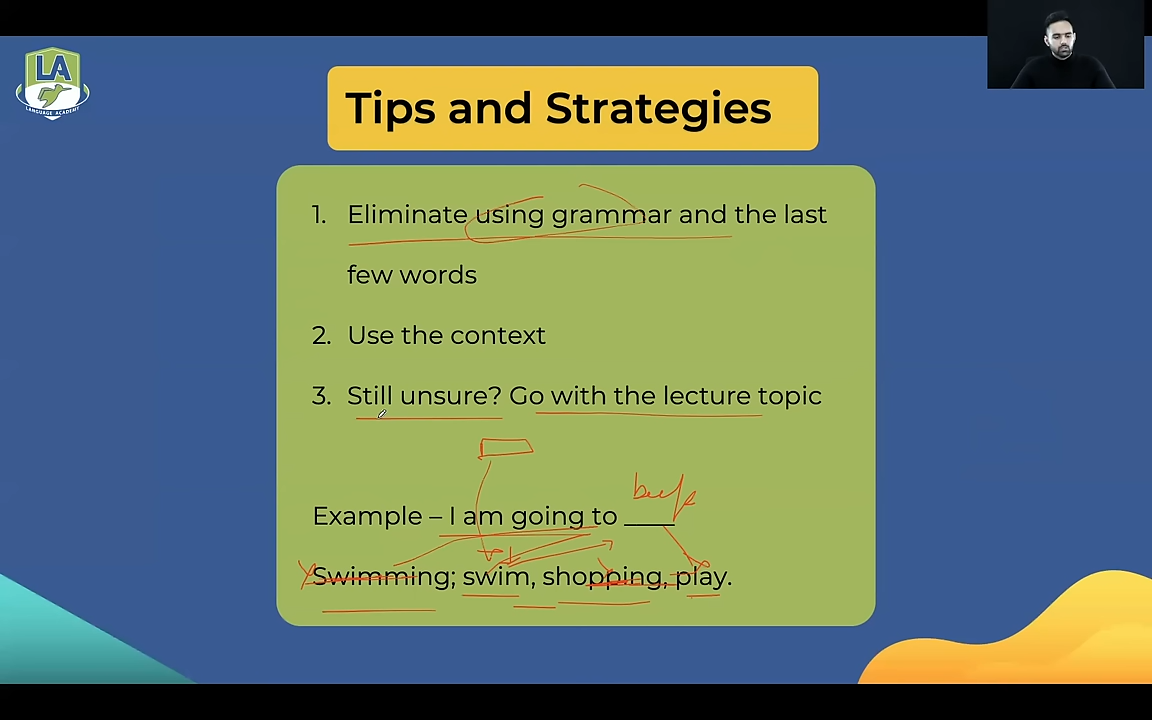 LA
LANGUAGE ACADEMY
Tips and Strategies
1. Eliminate using grammar and the last
few words
2. Use the context
3. Still unsure? Go with the lecture topic
Example – I am going to ____
Swimming; swim, shopping, play.